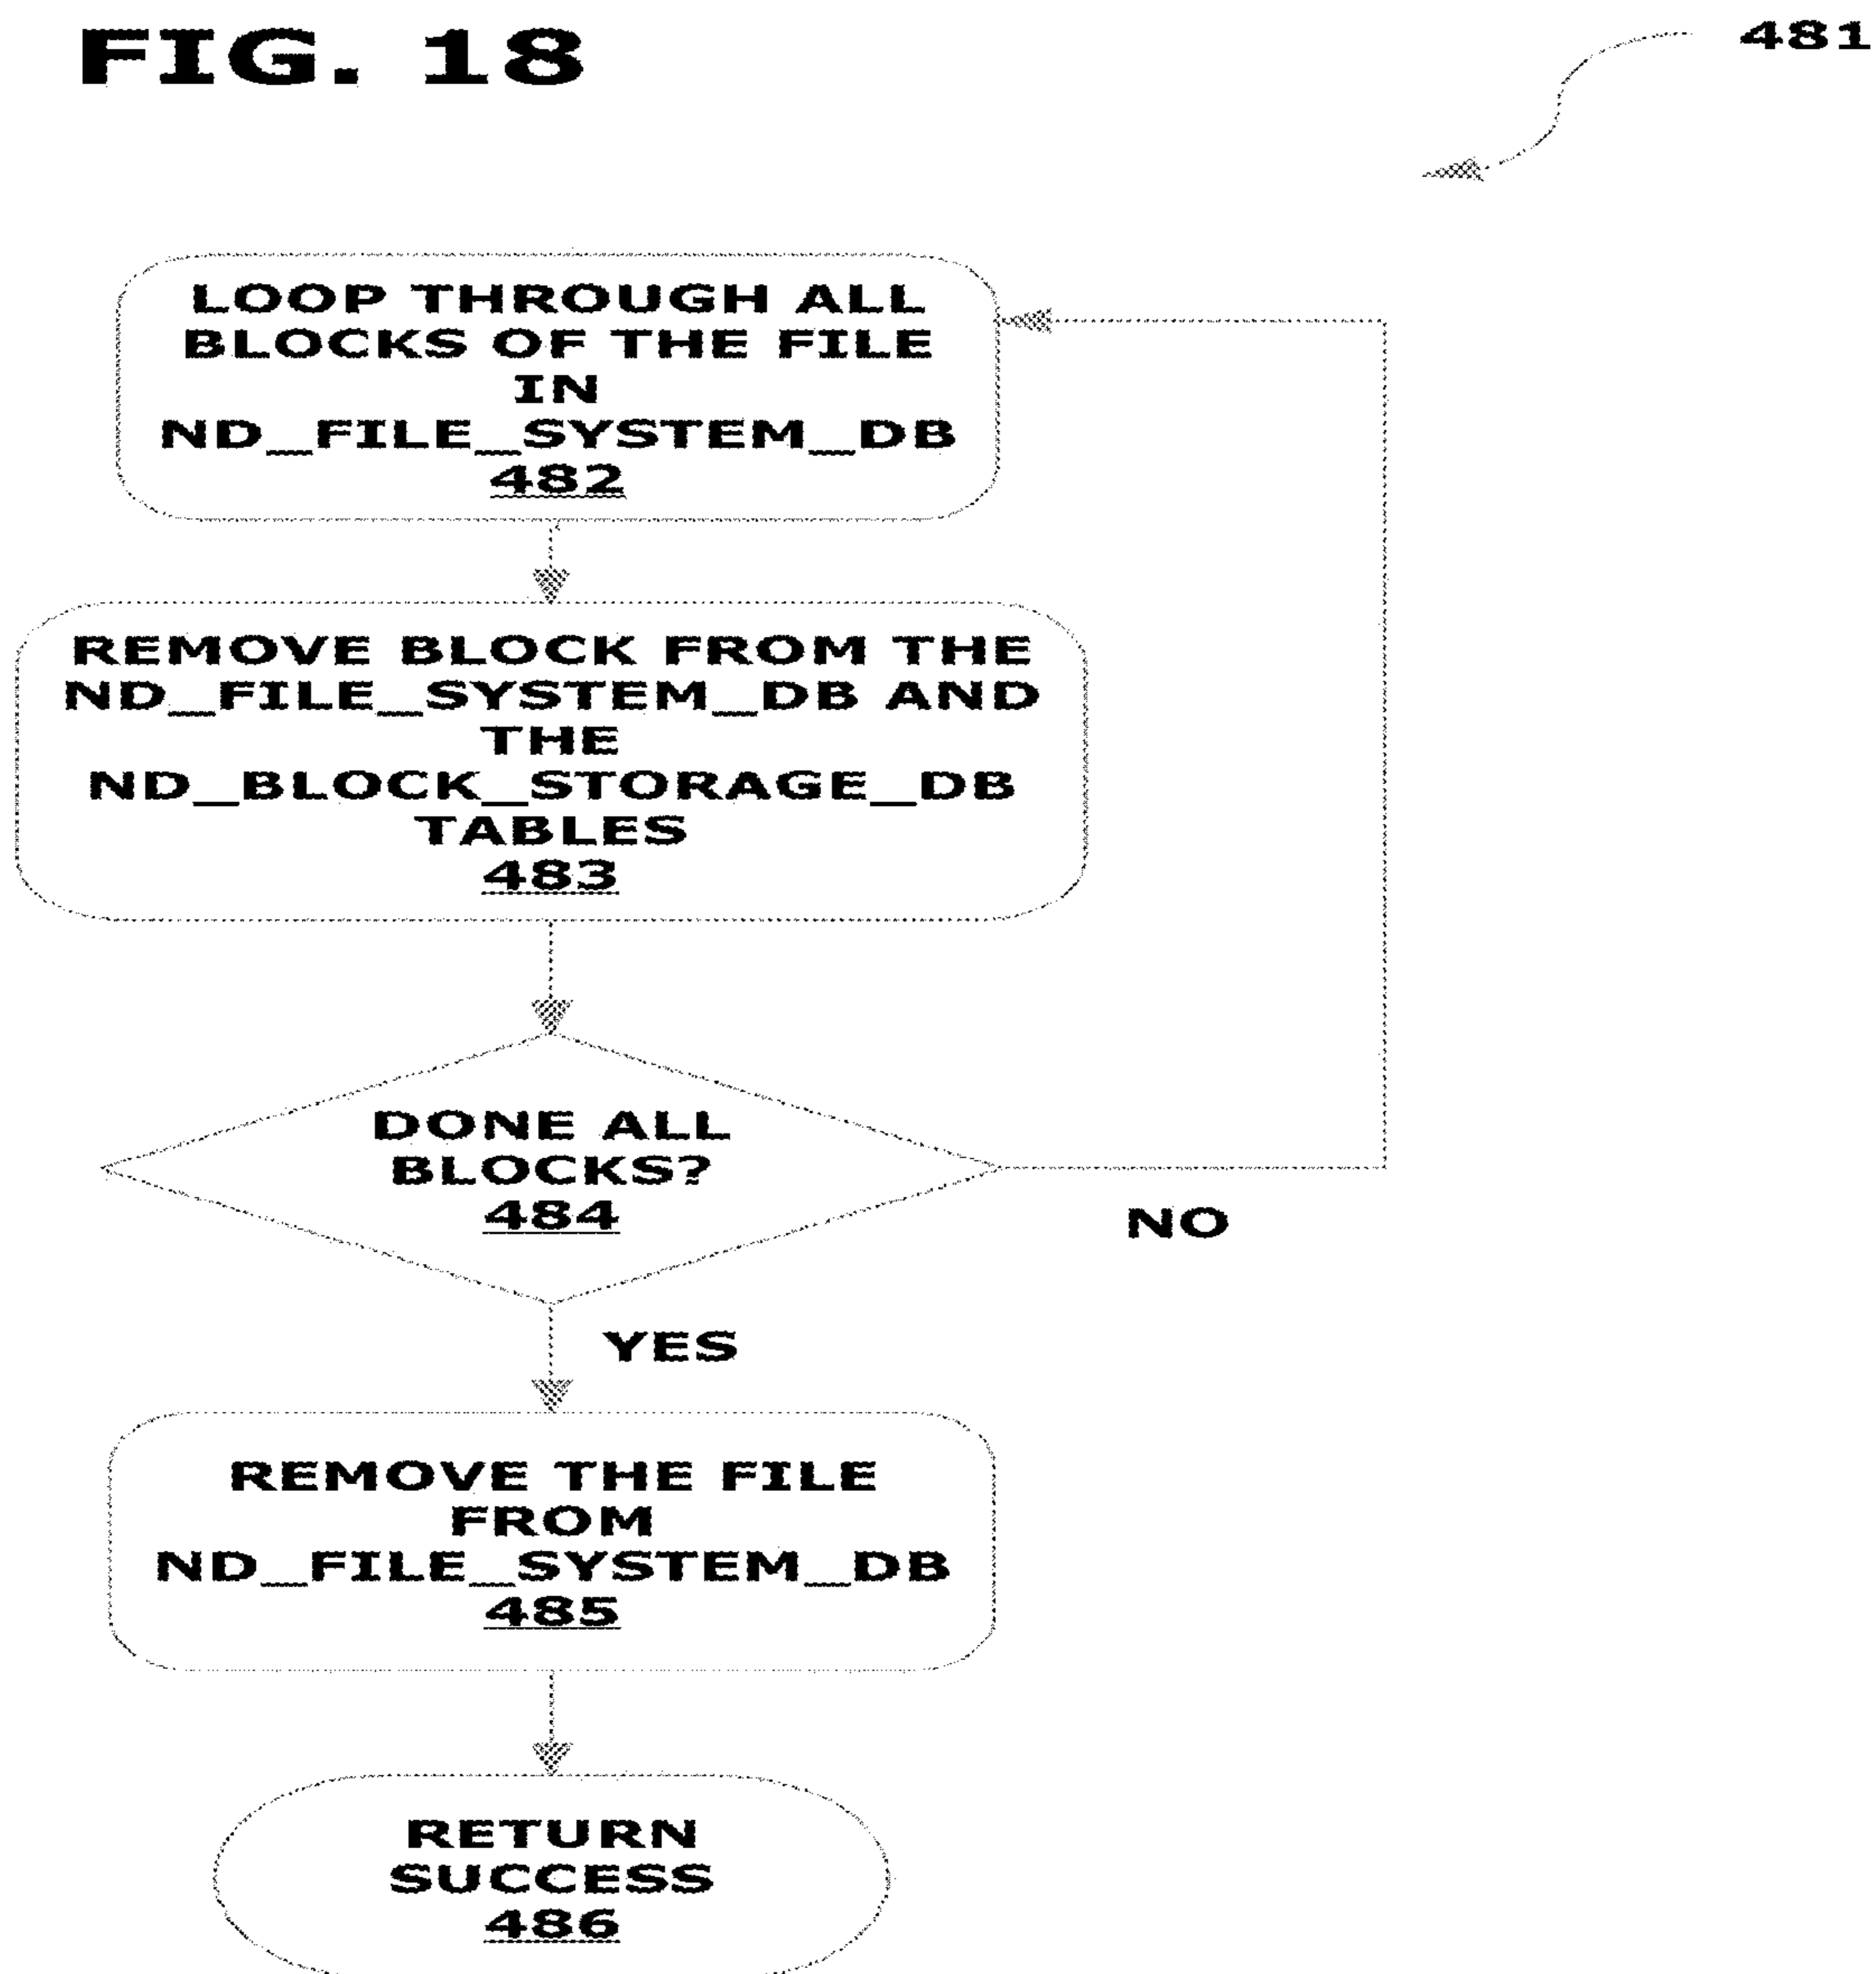 FIG. 18
481
LOOP THROUGH ALL
BLOCKS OF THE FILE
IN
ND_FILE_SYSTEM_DB
482
REMOVE BLOCK FROM THE
ND_FILE_SYSTEM_DB AND
THE
ND_BLOCK_STORAGE_DB
TABLES
483
DONE ALL
BLOCKS?
484
NO
YES
REMOVE THE FILE
FROM
ND_FILE_SYSTEM_DB
485
RETURN
SUCCESS
486